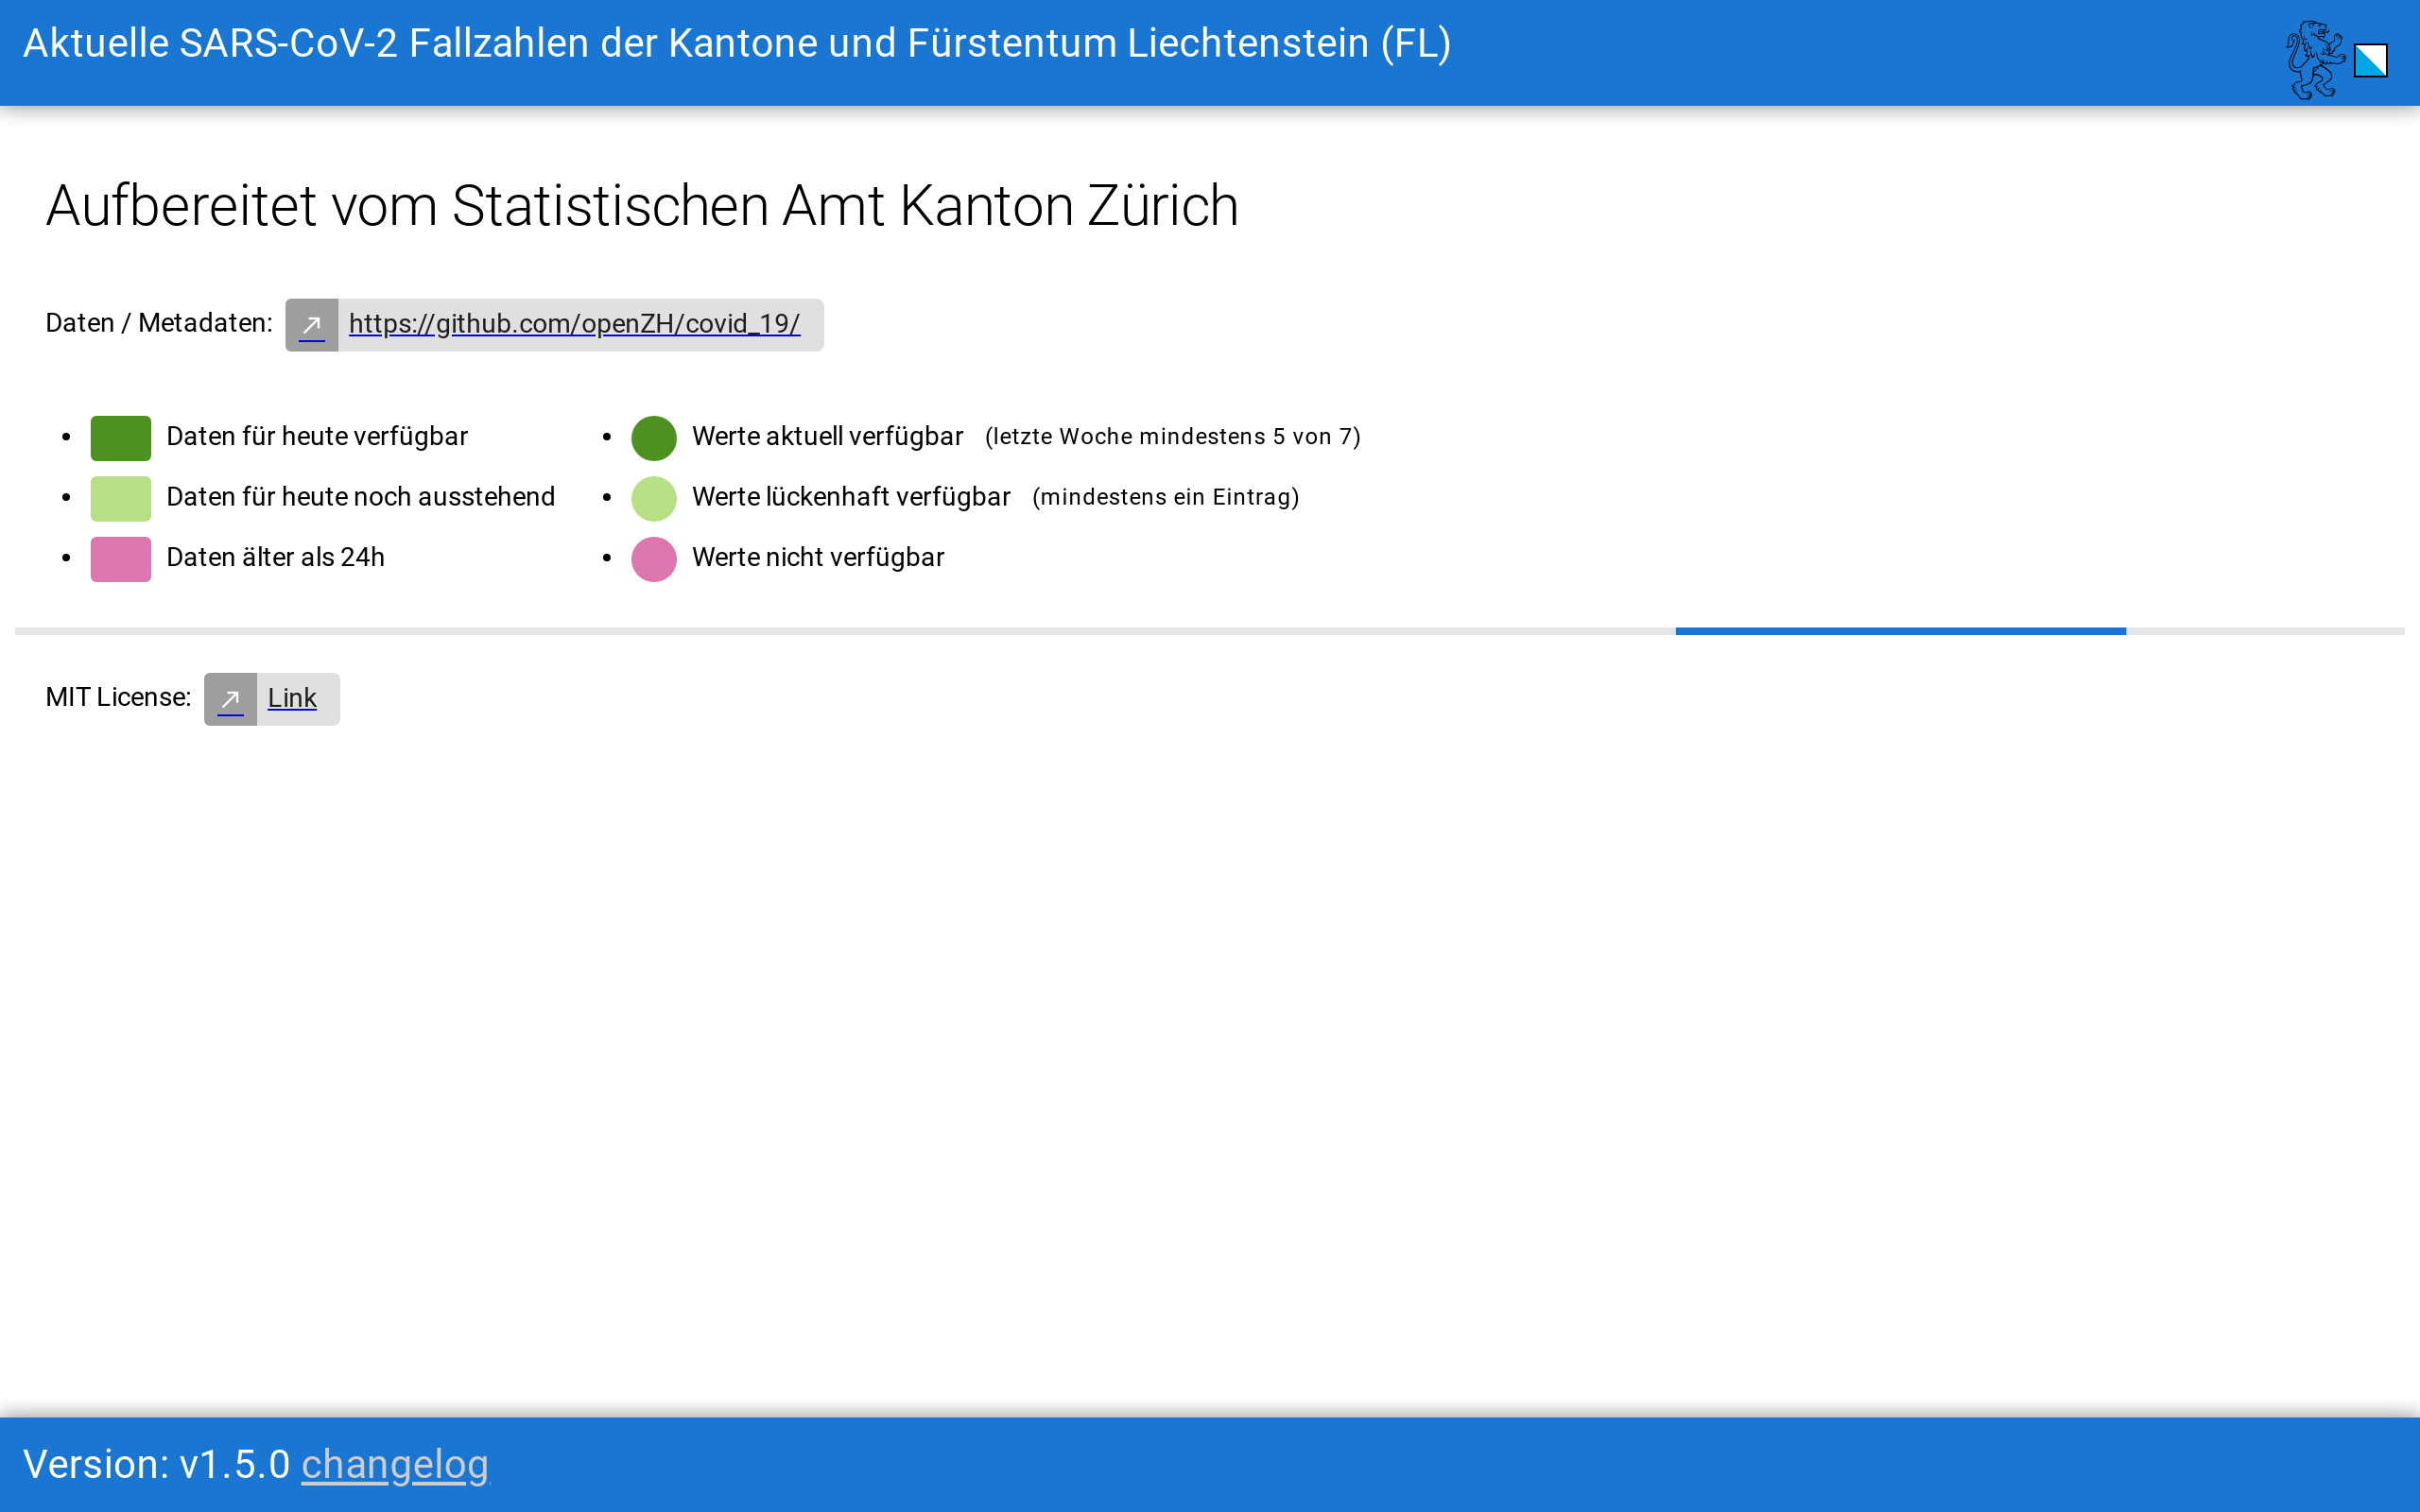 Aktuelle SARS-CoV-2 Fallzahlen der Kantone und Fürstentum Liechtenstein (FL)
Aufbereitet vom Statistischen Amt Kanton Zürich
Daten / Metadaten: https://github.com/openZH/covid_19/
Daten für heute verfügbar
Daten für heute noch ausstehend
Daten älter als 24h
Werte aktuell verfügbar (letzte Woche mindestens 5 von 7)
Werte lückenhaft verfügbar (mindestens ein Eintrag)
Werte nicht verfügbar
MIT License: Link
Version: v1.5.0 changelog